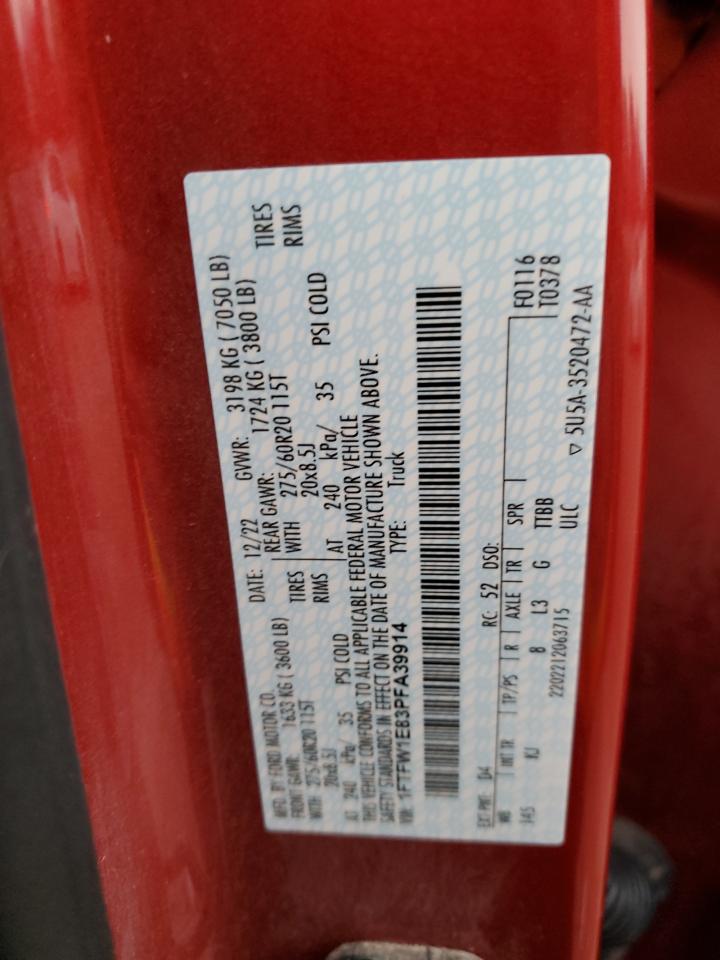 MFD. BY FORD MOTOR CO. DATE: 12/22 GVWR: 3198 KG ( 7050 LB)
FRONT GAWR: 1633 KG ( 3600 LB) REAR GAWR: 1724 KG ( 3800 LB)
WITH 275/60R20 115T TIRES WITH 275/60R20 115T TIRES
20x8.5J RIMS 20x8.5J RIMS
AT 240 kPa/ 35 PSI COLD AT 240 kPa/ 35 PSI COLD
THIS VEHICLE CONFORMS TO ALL APPLICABLE FEDERAL MOTOR VEHICLE
SAFETY STANDARDS IN EFFECT ON THE DATE OF MANUFACTURE SHOWN ABOVE.
VIN: 1FTFW1E83PFA39914 TYPE: Truck
EXT PNT: D4 RC: 52 DSO: F0116
WB INT TR TP/PS R AXLE TR SPR T0378
145 KJ 8 L3 G TTBB
2202212063715 ULC ▽ 5U5A-3520472-AA